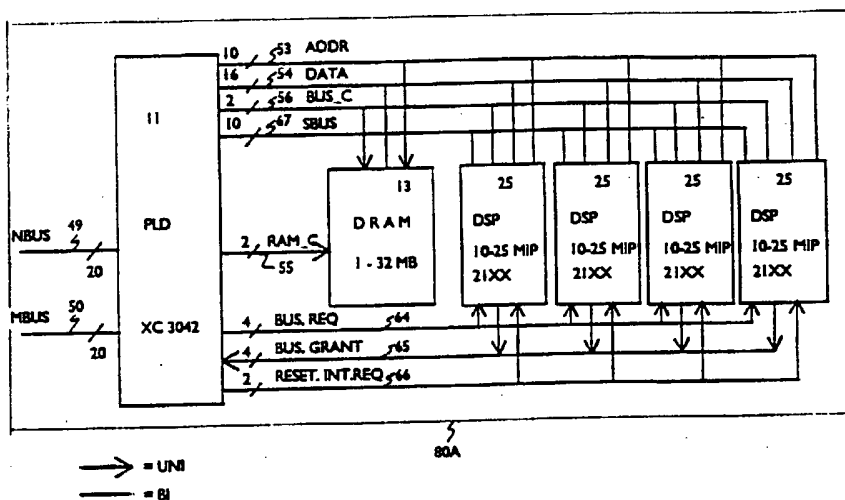 10 53 ADDR
16 54 DATA
2 56 BUS_C
10 67 SBUS
11
PLD
XC 3042
NBUS 49
20
MBUS 50
20
13
DRAM
1 - 32 MB
2 RAM_C
55
25
DSP
10-25 MIP
21XX
25
DSP
10-25 MIP
21XX
25
DSP
10-25 MIP
21XX
25
DSP
10-25 MIP
21XX
4 BUS. REQ 64
4 BUS. GRANT 65
2 RESET. INT.REQ 66
80A
= UNI
= BI